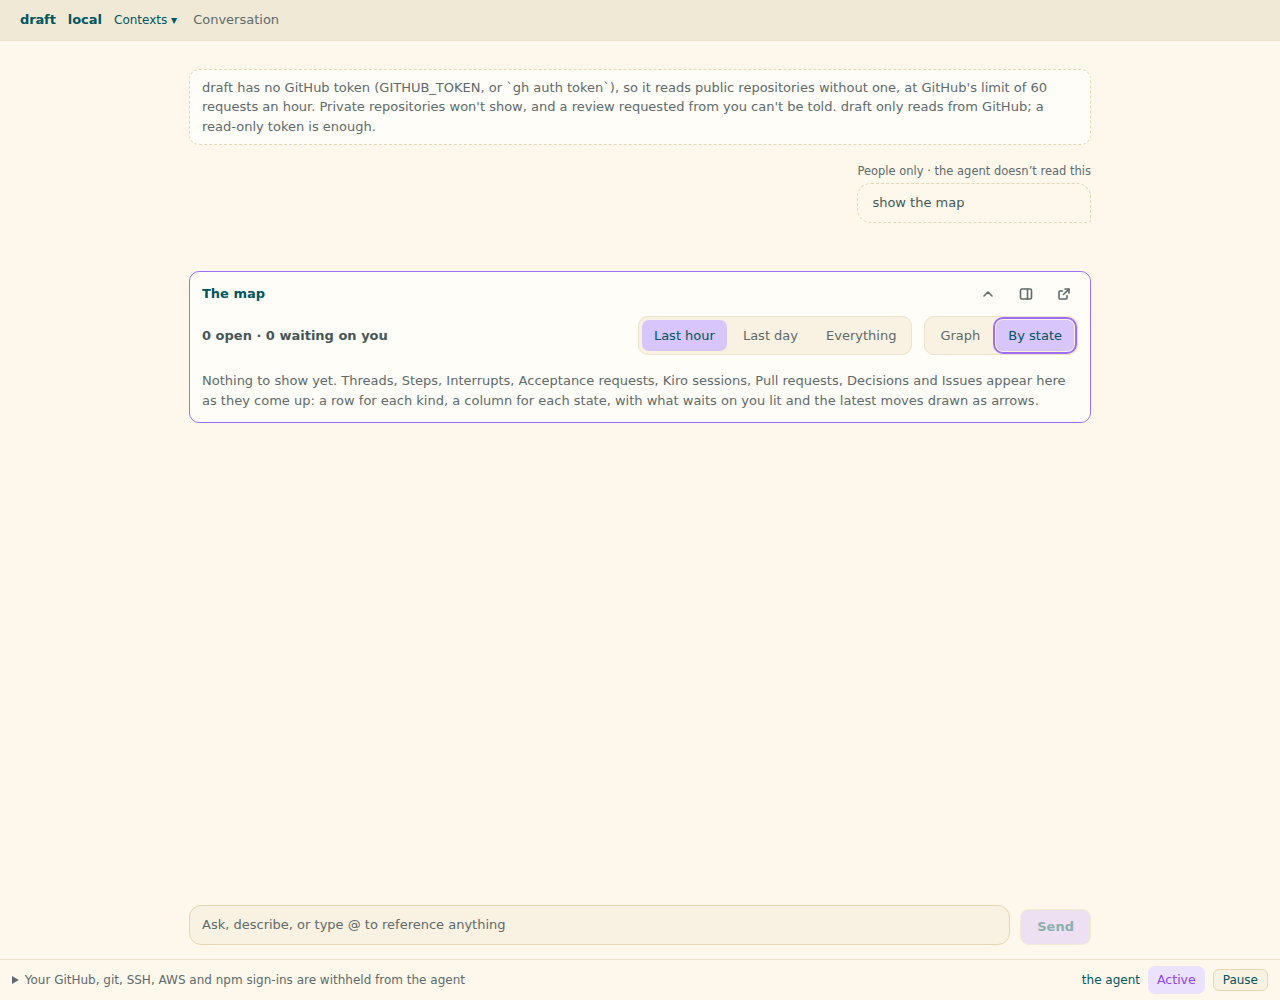 draft local Contexts ▾ Conversation
draft has no GitHub token (GITHUB_TOKEN, or `gh auth token`), so it reads public repositories without one, at GitHub's limit of 60
requests an hour. Private repositories won't show, and a review requested from you can't be told. draft only reads from GitHub; a
read-only token is enough.
People only · the agent doesn’t read this
show the map
The map
0 open · 0 waiting on you Last hour Last day Everything Graph By state
Nothing to show yet. Threads, Steps, Interrupts, Acceptance requests, Kiro sessions, Pull requests, Decisions and Issues appear here
as they come up: a row for each kind, a column for each state, with what waits on you lit and the latest moves drawn as arrows.
Ask, describe, or type @ to reference anything Send
▶ Your GitHub, git, SSH, AWS and npm sign-ins are withheld from the agent the agent Active Pause